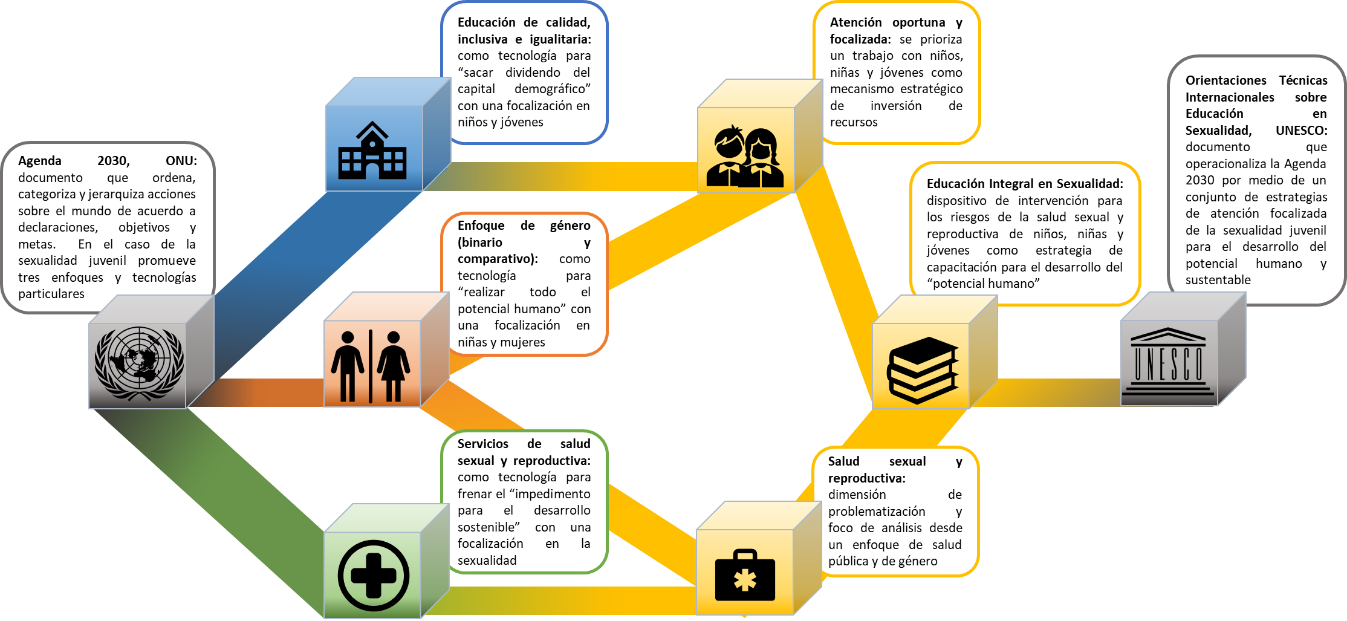 Agenda 2030, ONU:
documento que ordena,
categoriza y jerarquiza acciones
sobre el mundo de acuerdo a
declaraciones, objetivos y
metas. En el caso de la
sexualidad juvenil promueve
tres enfoques y tecnologías
particulares
Educación de calidad,
inclusiva e igualitaria:
como tecnología para
“sacar dividendo del
capital demográfico”
con una focalización en
niños y jóvenes
Enfoque de género
(binario y
comparativo): como
tecnología para
“realizar todo el
potencial humano” con
una focalización en
niñas y mujeres
Servicios de salud
sexual y reproductiva:
como tecnología para
frenar el “impedimento
para el desarrollo
sostenible” con una
focalización en la
sexualidad
Atención oportuna y
focalizada: se prioriza
un trabajo con niños,
niñas y jóvenes como
mecanismo estratégico
de inversión de
recursos
Salud sexual y
reproductiva:
dimensión de
problematización y
foco de análisis desde
un enfoque de salud
pública y de género
Educación Integral en Sexualidad:
dispositivo de intervención para
los riesgos de la salud sexual y
reproductiva de niños, niñas y
jóvenes como estrategia de
capacitación para el desarrollo del
“potencial humano”
Orientaciones Técnicas
Internacionales sobre
Educación en
Sexualidad, UNESCO:
documento que
operacionaliza la Agenda
2030 por medio de un
conjunto de estrategias
de atención focalizada
de la sexualidad juvenil
para el desarrollo del
potencial humano y
sustentable
UNESCO